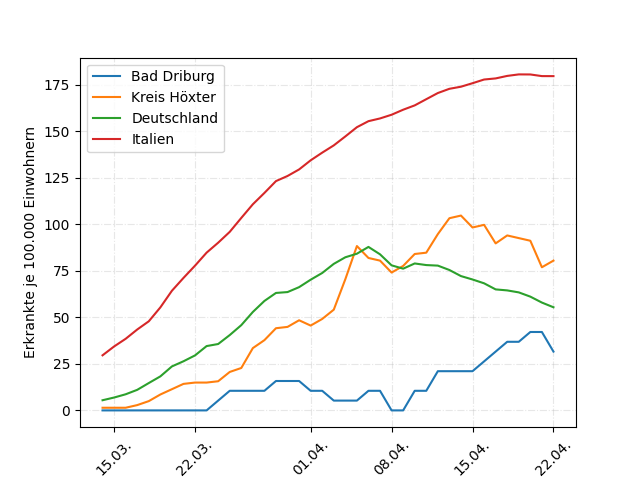 Bad Driburg
Kreis Höxter
Deutschland
Italien
Erkrankte je 100.000 Einwohnern
175
150
125
100
75
50
25
0
15.03.
22.03.
01.04.
08.04.
15.04.
22.04.